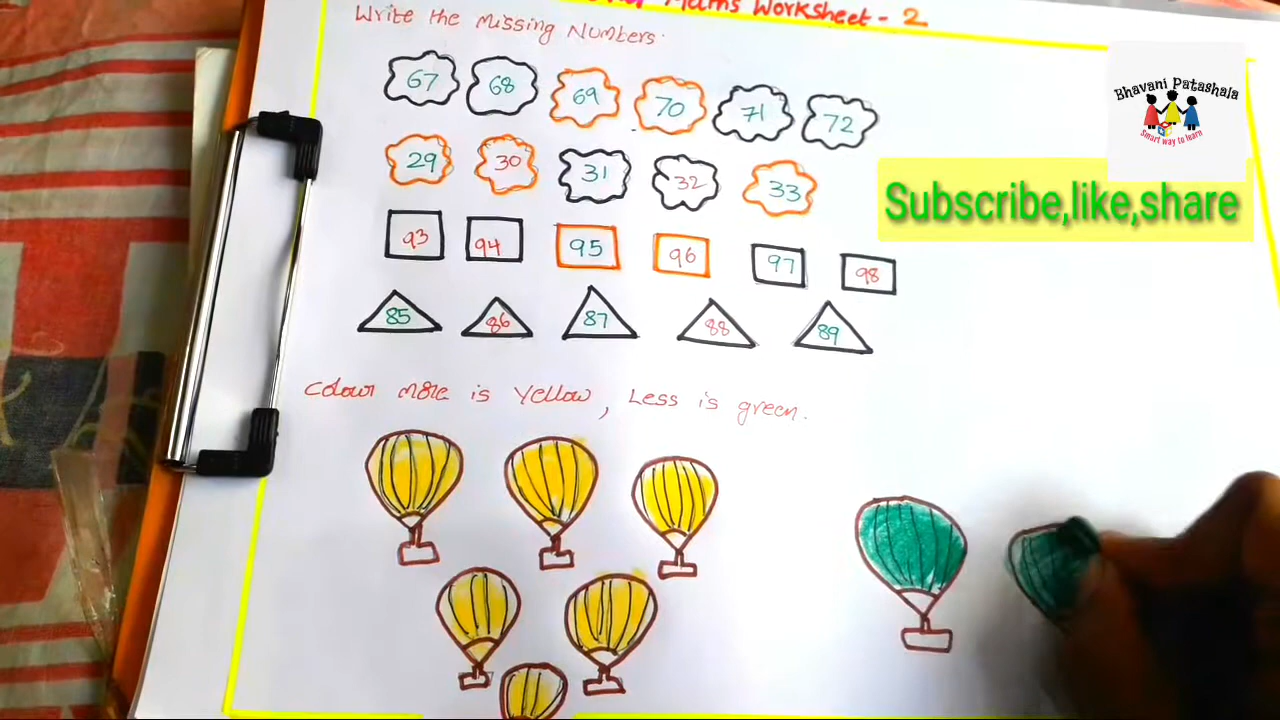 Maths Worksheet - 2
Write the Missing Numbers.
67 68 69 70 71 72
29 30 31 32 33
93 94 95 96 97 98
85 86 87 88 89
Colour more is Yellow, Less is green.
Bhavani Patashala
Smart way to learn
Subscribe,like,share